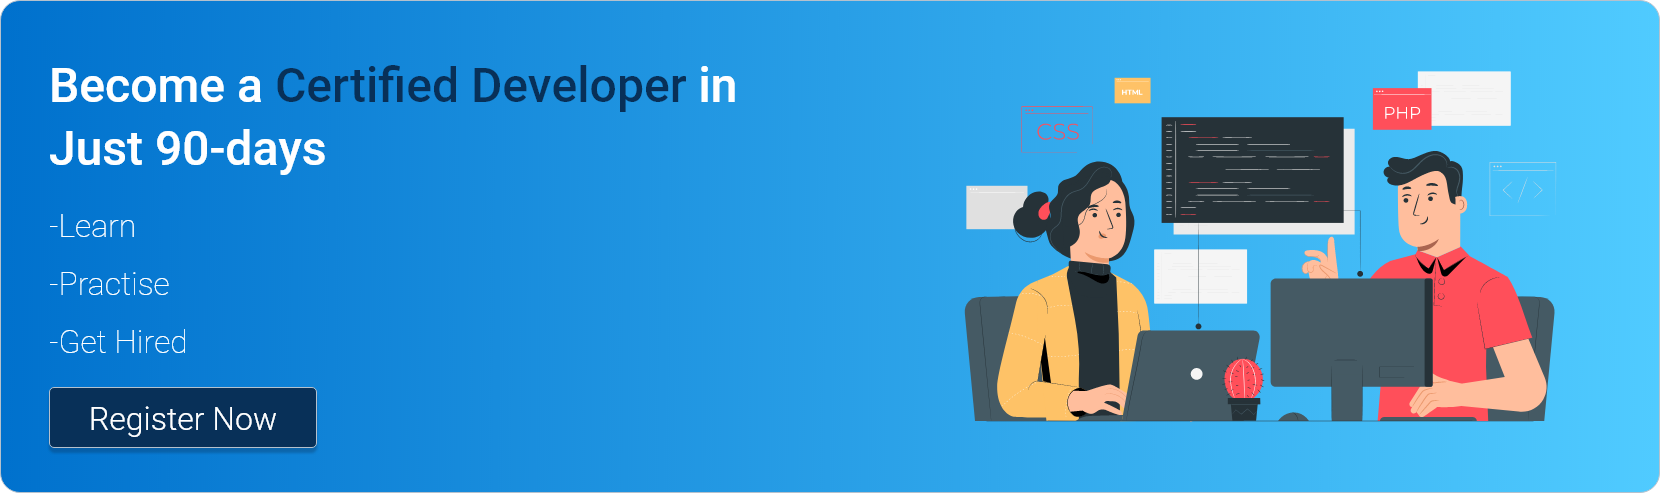 Become a Certified Developer in
Just 90-days
-Learn
-Practise
-Get Hired
Register Now
HTML
CSS
PHP
</>